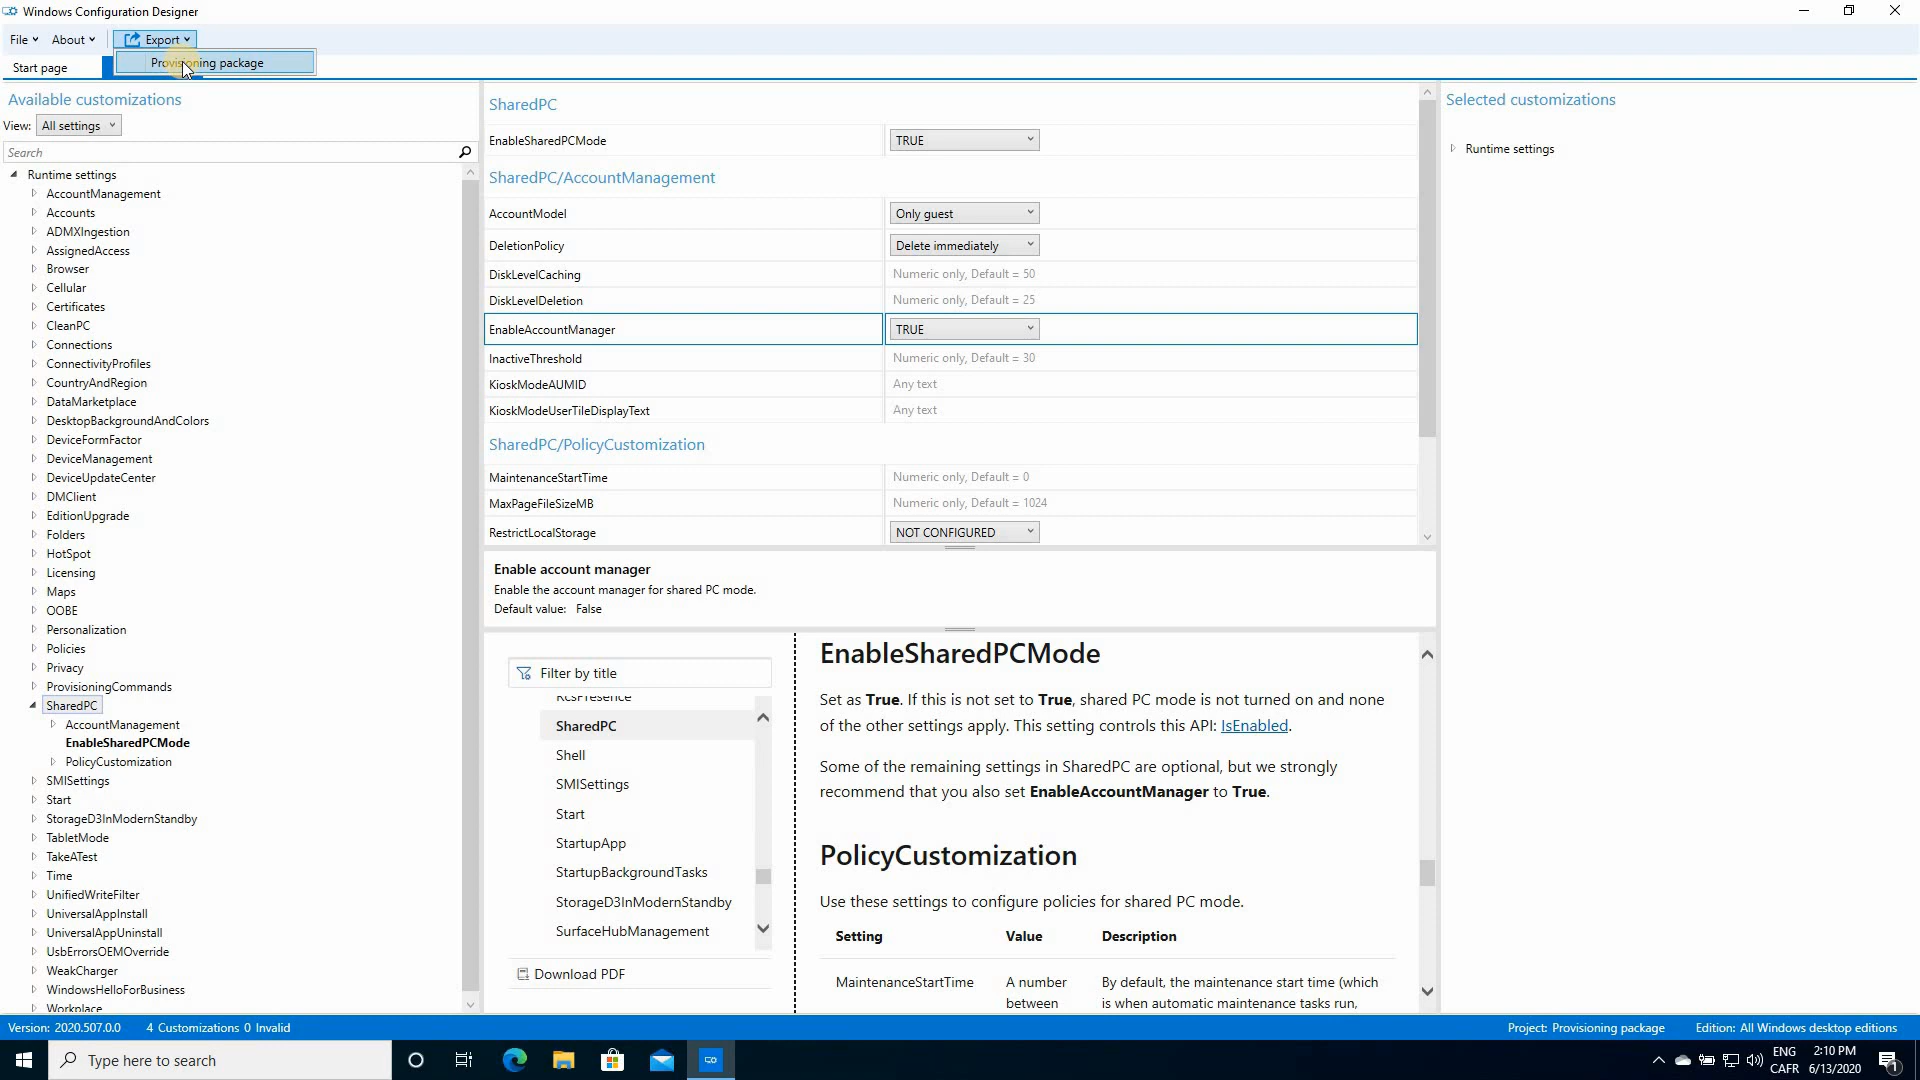 Windows Configuration Designer
File
About
Export
Provisioning package
Start page
Available customizations
View:
All settings
Search
Runtime settings
AccountManagement
Accounts
ADMXIngestion
AssignedAccess
Browser
Cellular
Certificates
CleanPC
Connections
ConnectivityProfiles
CountryAndRegion
DataMarketplace
DesktopBackgroundAndColors
DeviceFormFactor
DeviceManagement
DeviceUpdateCenter
DMClient
EditionUpgrade
Folders
HotSpot
Licensing
Maps
OOBE
Personalization
Policies
Privacy
ProvisioningCommands
SharedPC
AccountManagement
EnableSharedPCMode
PolicyCustomization
SMISettings
Start
StorageD3InModernStandby
TabletMode
TakeATest
Time
UnifiedWriteFilter
UniversalAppInstall
UniversalAppUninstall
UsbErrorsOEMOverride
WeakCharger
WindowsHelloForBusiness
Workplace
SharedPC
EnableSharedPCMode TRUE
SharedPC/AccountManagement
AccountModel Only guest
DeletionPolicy Delete immediately
DiskLevelCaching Numeric only, Default = 50
DiskLevelDeletion Numeric only, Default = 25
EnableAccountManager TRUE
InactiveThreshold Numeric only, Default = 30
KioskModeAUMID Any text
KioskModeUserTileDisplayText Any text
SharedPC/PolicyCustomization
MaintenanceStartTime Numeric only, Default = 0
MaxPageFileSizeMB Numeric only, Default = 1024
RestrictLocalStorage NOT CONFIGURED
Enable account manager
Enable the account manager for shared PC mode.
Default value: False
Filter by title
RcsPresence
SharedPC
Shell
SMISettings
Start
StartupApp
StartupBackgroundTasks
StorageD3InModernStandby
SurfaceHubManagement
Download PDF
EnableSharedPCMode
Set as True. If this is not set to True, shared PC mode is not turned on and none
of the other settings apply. This setting controls this API: IsEnabled.
Some of the remaining settings in SharedPC are optional, but we strongly
recommend that you also set EnableAccountManager to True.
PolicyCustomization
Use these settings to configure policies for shared PC mode.
Setting Value Description
MaintenanceStartTime A number By default, the maintenance start time (which
between is when automatic maintenance tasks run,
Selected customizations
Runtime settings
Version: 2020.507.0.0 4 Customizations 0 Invalid
Project: Provisioning package Edition: All Windows desktop editions
Type here to search
ENG
CAFR
2:10 PM
6/13/2020
1